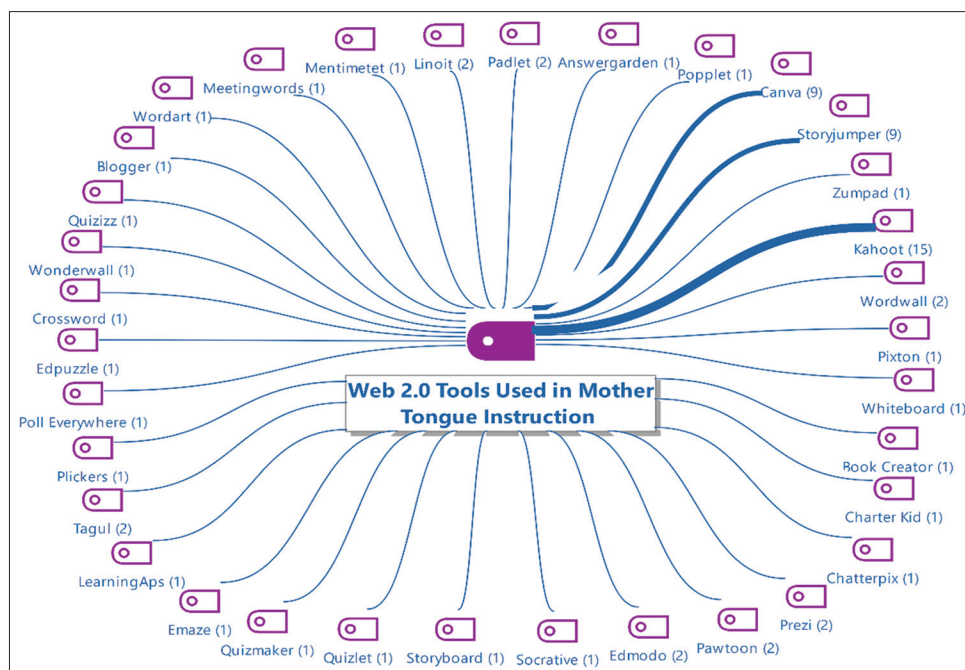 Mentimetet (1)
Linoit (2)
Padlet (2)
Answergarden (1)
Popplet (1)
Canva (9)
Storyjumper (9)
Zumpad (1)
Kahoot (15)
Wordwall (2)
Pixton (1)
Whiteboard (1)
Book Creator (1)
Charter Kid (1)
Chatterpix (1)
Prezi (2)
Pawtoon (2)
Edmodo (2)
Socrative (1)
Storyboard (1)
Quizlet (1)
Quizmaker (1)
Emaze (1)
LearningAps (1)
Tagul (2)
Plickers (1)
Poll Everywhere (1)
Edpuzzle (1)
Crossword (1)
Wonderwall (1)
Quizizz (1)
Blogger (1)
Wordart (1)
Meetingwords (1)
Web 2.0 Tools Used in Mother
Tongue Instruction